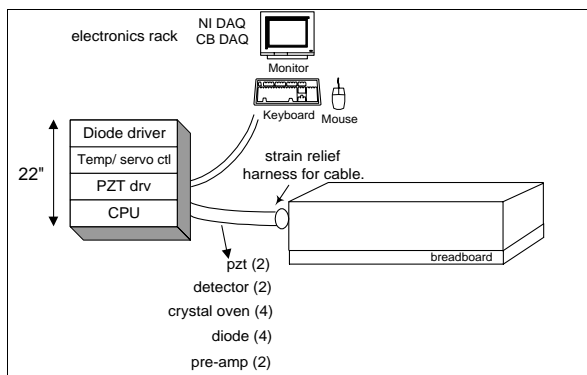 electronics rack
NI DAQ
CB DAQ
Monitor
Keyboard
Mouse
22"
Diode driver
Temp/ servo ctl
PZT drv
CPU
strain relief
harness for cable.
breadboard
pzt (2)
detector (2)
crystal oven (4)
diode (4)
pre-amp (2)